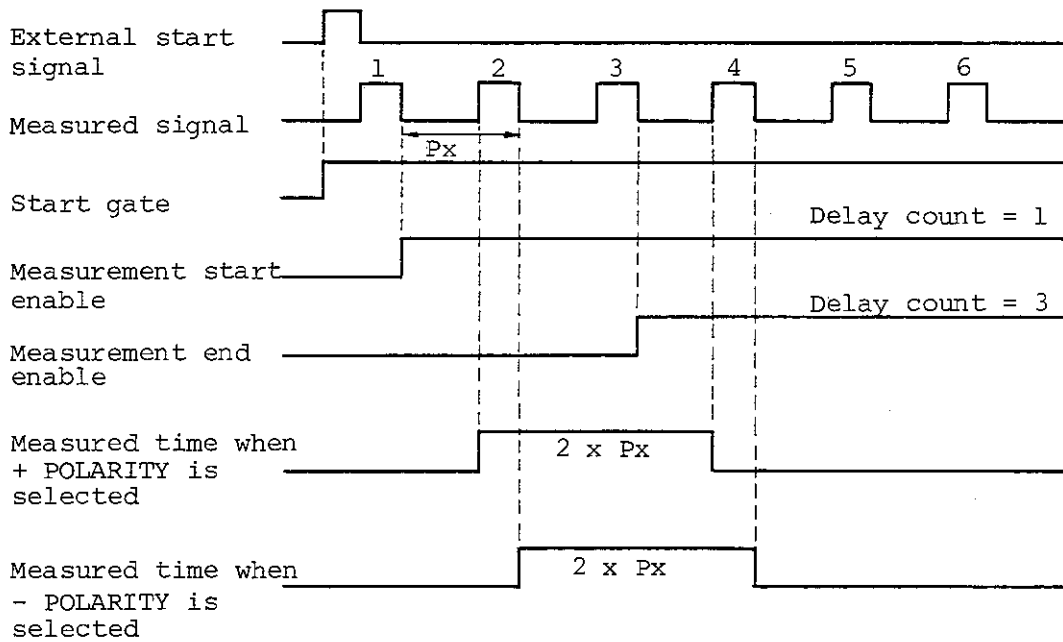 External start
signal
1 2 3 4 5 6
Measured signal
Px
Start gate
Delay count = 1
Measurement start
enable
Delay count = 3
Measurement end
enable
Measured time when
+ POLARITY is
selected
2 x Px
Measured time when
- POLARITY is
selected
2 x Px